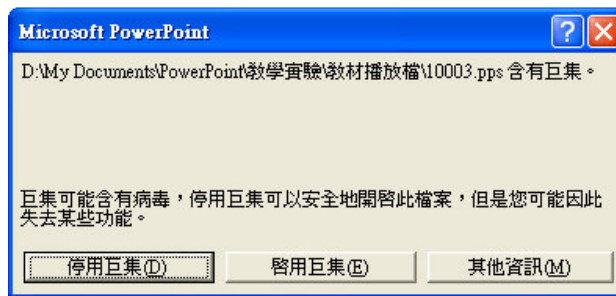 Microsoft PowerPoint
D:\My Documents\PowerPoint\教學實驗\教材播放檔\10003.pps 含有巨集。
巨集可能含有病毒，停用巨集可以安全地開啓此檔案，但是您可能因此
失去某些功能。
停用巨集(D) 啓用巨集(E) 其他資訊(M)